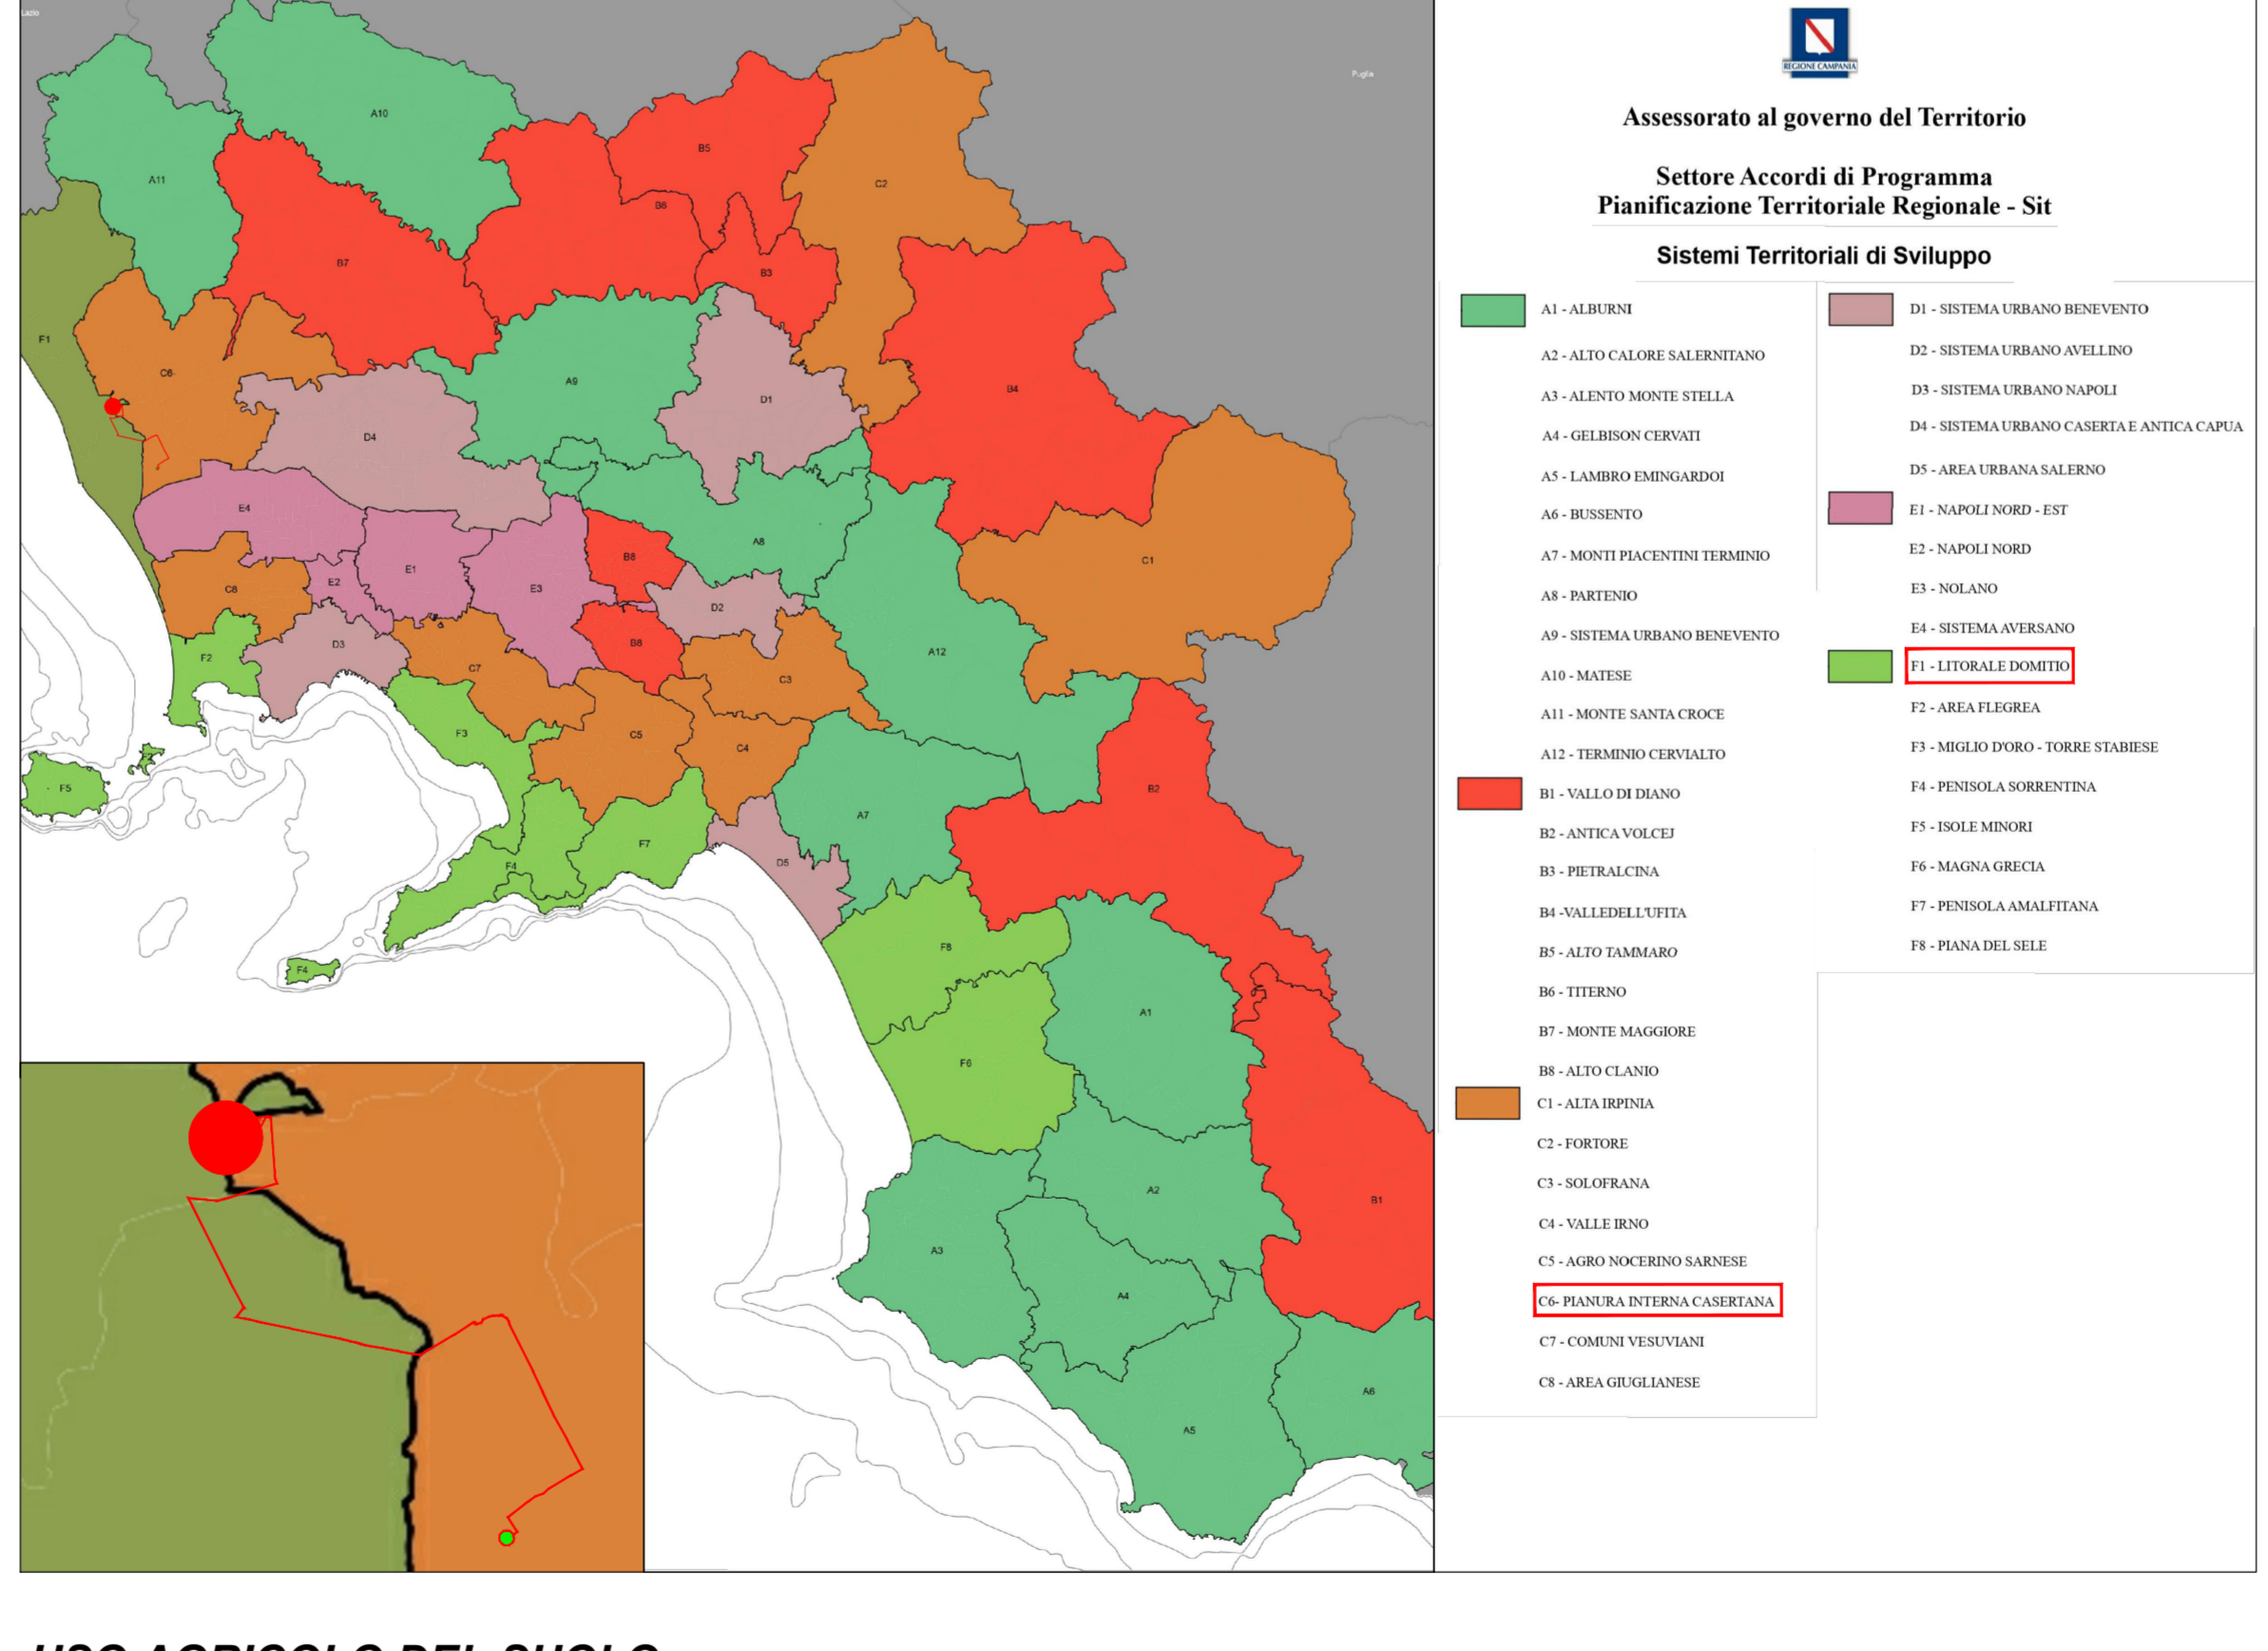 Lazio
Puglia
A10
A11
B5
C2
B6
B7
B3
F1
C6
A9
D1
B4
D4
E4
A8
C1
B8
E1
E2
E3
C8
D2
D3
B8
A12
F2
C7
C3
F3
C5
C4
F5
B2
A7
F7
D5
F4
F8
F4
A1
F6
A2
B1
A3
A4
A6
A5
REGIONE CAMPANIA
Assessorato al governo del Territorio
Settore Accordi di Programma
Pianificazione Territoriale Regionale - Sit
Sistemi Territoriali di Sviluppo
A1 - ALBURNI
A2 - ALTO CALORE SALERNITANO
A3 - ALENTO MONTE STELLA
A4 - GELBISON CERVATI
A5 - LAMBRO EMINGARDOI
A6 - BUSSENTO
A7 - MONTI PIACENTINI TERMINIO
A8 - PARTENIO
A9 - SISTEMA URBANO BENEVENTO
A10 - MATESE
A11 - MONTE SANTA CROCE
A12 - TERMINIO CERVIALTO
B1 - VALLO DI DIANO
B2 - ANTICA VOLCEJ
B3 - PIETRALCINA
B4 -VALLEDELL'UFITA
B5 - ALTO TAMMARO
B6 - TITERNO
B7 - MONTE MAGGIORE
B8 - ALTO CLANIO
C1 - ALTA IRPINIA
C2 - FORTORE
C3 - SOLOFRANA
C4 - VALLE IRNO
C5 - AGRO NOCERINO SARNESE
C6- PIANURA INTERNA CASERTANA
C7 - COMUNI VESUVIANI
C8 - AREA GIUGLIANESE
D1 - SISTEMA URBANO BENEVENTO
D2 - SISTEMA URBANO AVELLINO
D3 - SISTEMA URBANO NAPOLI
D4 - SISTEMA URBANO CASERTA E ANTICA CAPUA
D5 - AREA URBANA SALERNO
E1 - NAPOLI NORD - EST
E2 - NAPOLI NORD
E3 - NOLANO
E4 - SISTEMA AVERSANO
F1 - LITORALE DOMITIO
F2 - AREA FLEGREA
F3 - MIGLIO D'ORO - TORRE STABIESE
F4 - PENISOLA SORRENTINA
F5 - ISOLE MINORI
F6 - MAGNA GRECIA
F7 - PENISOLA AMALFITANA
F8 - PIANA DEL SELE
USO AGRICOLO DEL SUOLO